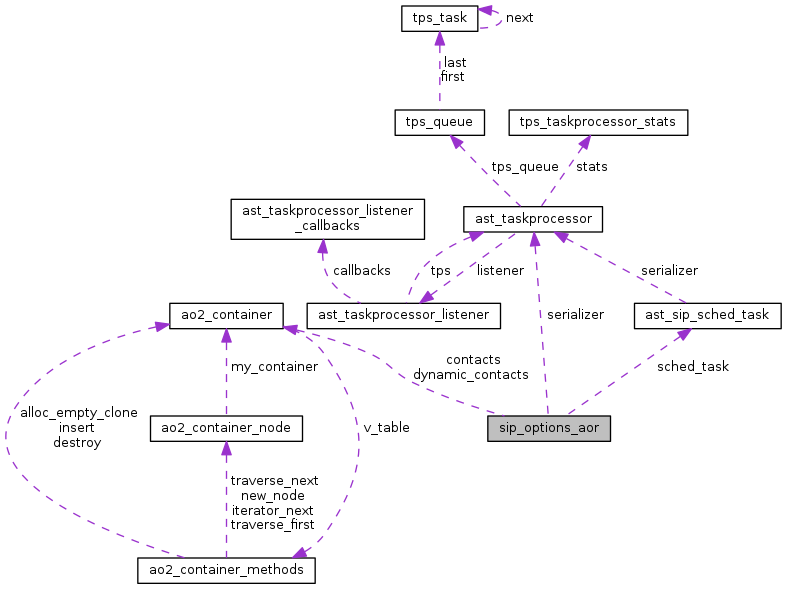 tps_task
next
last
first
tps_queue
tps_taskprocessor_stats
tps_queue
stats
ast_taskprocessor_listener
_callbacks
ast_taskprocessor
callbacks
tps
listener
serializer
ao2_container
ast_taskprocessor_listener
serializer
ast_sip_sched_task
my_container
contacts
dynamic_contacts
sched_task
alloc_empty_clone
insert
destroy
ao2_container_node
v_table
sip_options_aor
traverse_next
new_node
iterator_next
traverse_first
ao2_container_methods